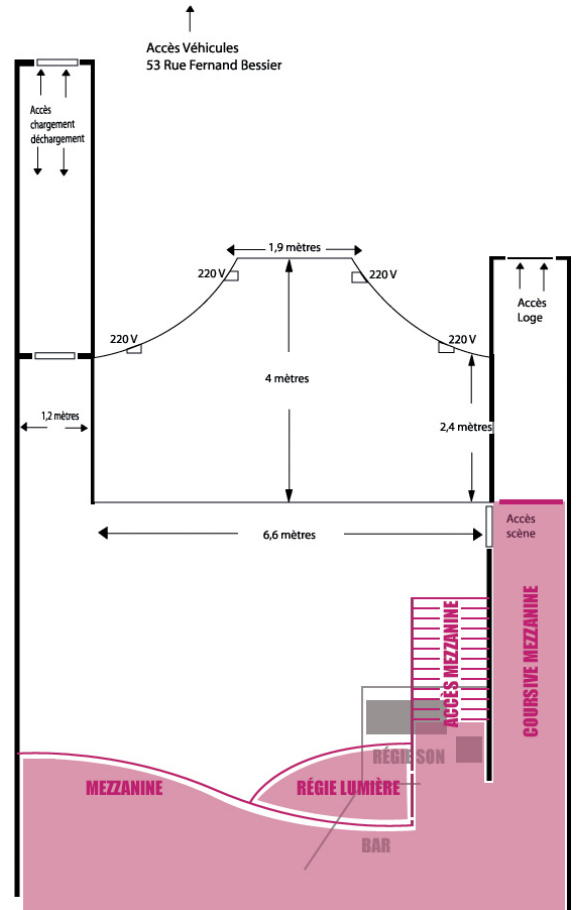 Accès Véhicules
53 Rue Fernand Bessier
Accès
chargement
déchargement
1,9 mètres
220 V
220 V
Accès
Loge
220 V
220 V
4 mètres
1,2 mètres
2,4 mètres
Accès
scène
6,6 mètres
ACCÈS MEZZANINE
COURSIVE MEZZANINE
RÉGIE SON
MEZZANINE
RÉGIE LUMIÈRE
BAR